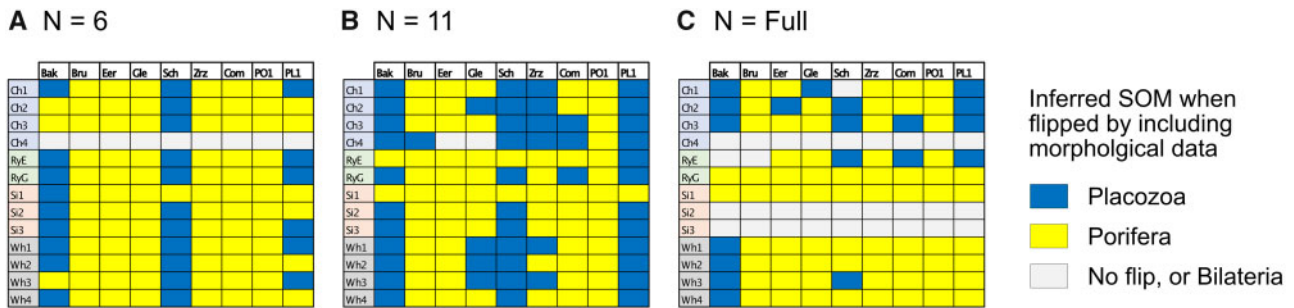 A N = 6
Bak Bru Eer Gle Sch Zrz Com PO1 PL1
Ch1
Ch2
Ch3
Ch4
RyE
RyG
Si1
Si2
Si3
Wh1
Wh2
Wh3
Wh4
B N = 11
Bak Bru Eer Gle Sch Zrz Com PO1 PL1
Ch1
Ch2
Ch3
Ch4
RyE
RyG
Si1
Si2
Si3
Wh1
Wh2
Wh3
Wh4
C N = Full
Bak Bru Eer Gle Sch Zrz Com PO1 PL1
Ch1
Ch2
Ch3
Ch4
RyE
RyG
Si1
Si2
Si3
Wh1
Wh2
Wh3
Wh4
Inferred SOM when
flipped by including
morpholgical data
Placozoa
Porifera
No flip, or Bilateria